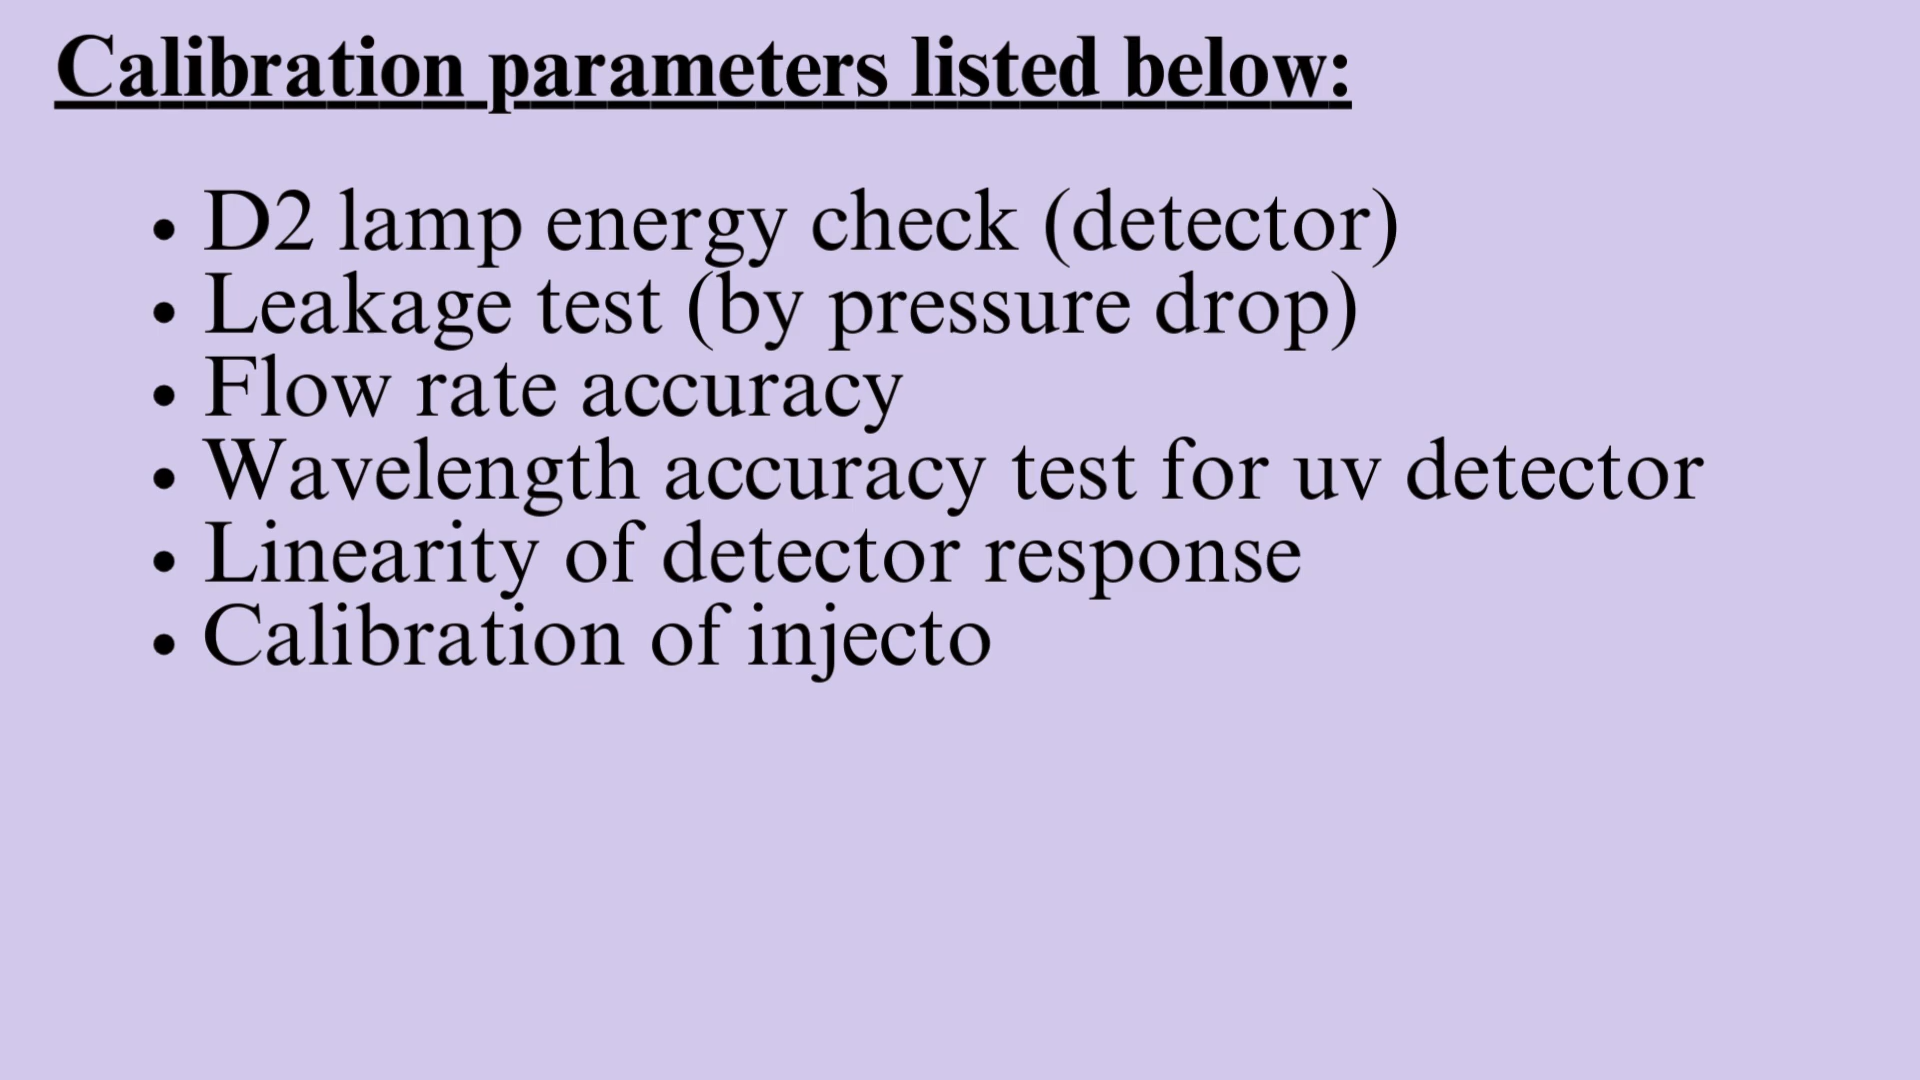 Calibration parameters listed below:
• D2 lamp energy check (detector)
• Leakage test (by pressure drop)
• Flow rate accuracy
• Wavelength accuracy test for uv detector
• Linearity of detector response
• Calibration of injecto